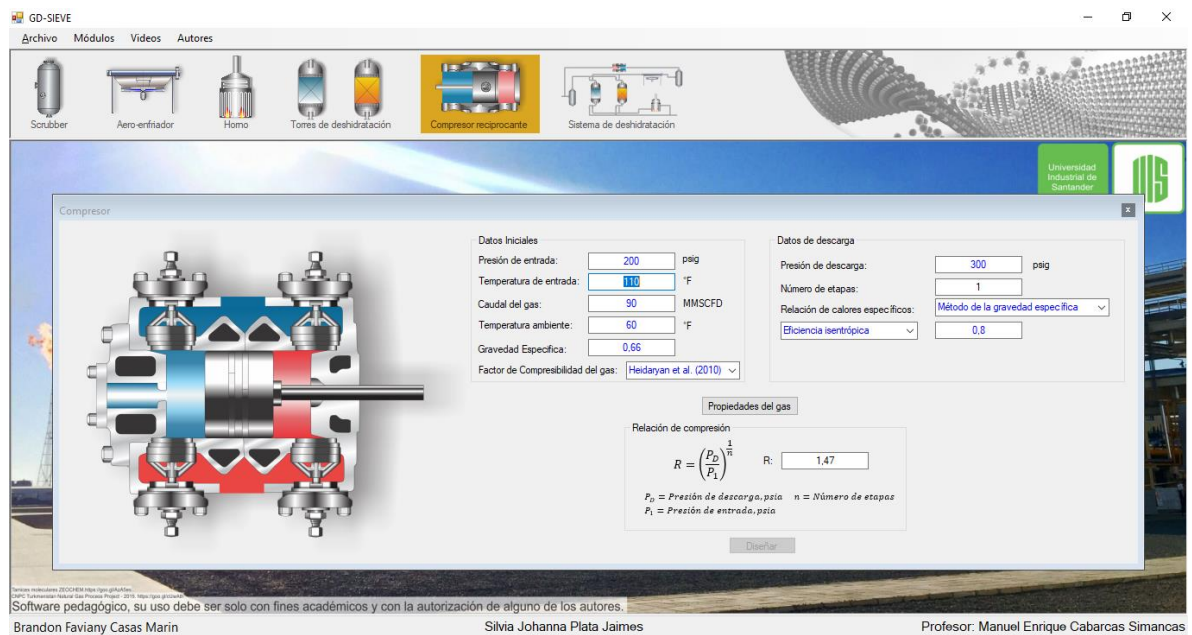 GD-SIEVE
Archivo Módulos Videos Autores
Scrubber Aero-enfriador Horno Torres de deshidratación Compresor reciprocante Sistema de deshidratación
Universidad
Industrial de
Santander
Compresor
Datos Iniciales
Presión de entrada: 200 psig
Temperatura de entrada: 110 °F
Caudal del gas: 90 MMSCFD
Temperatura ambiente: 60 °F
Gravedad Especifica: 0,66
Factor de Compresibilidad del gas: Heidaryan et al. (2010)
Datos de descarga
Presión de descarga: 300 psig
Número de etapas: 1
Relación de calores específicos: Método de la gravedad específica
Eficiencia isentrópica 0,8
Propiedades del gas
Relación de compresión
R = (P_D / P_1)^(1/n) R: 1,47
P_D = Presión de descarga, psia n = Número de etapas
P_1 = Presión de entrada, psia
Diseñar
Software pedagógico, su uso debe ser solo con fines académicos y con la autorización de alguno de los autores.
Brandon Faviany Casas Marin Silvia Johanna Plata Jaimes Profesor: Manuel Enrique Cabarcas Simancas